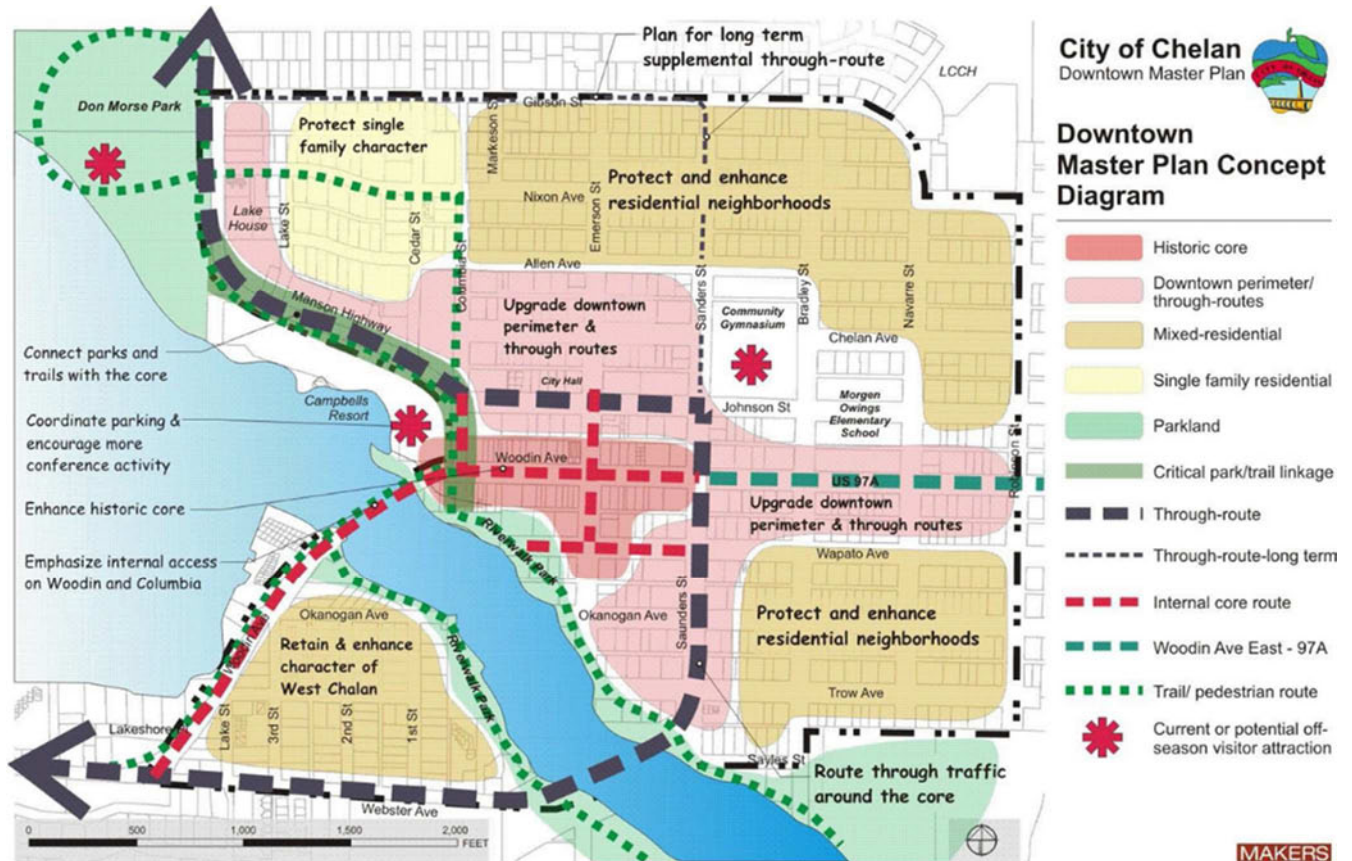 Plan for long term
supplemental through-route
LCCH
Don Morse Park
Gibson St
Markeson St
Protect single
family character
Protect and enhance
residential neighborhoods
Nixon Ave
Emerson St
Lake
House
Lake St
Cedar St
Columbia St
Allen Ave
Sanders St
Bradley St
Navarre St
Manson Highway
Upgrade downtown
perimeter &
through routes
Community
Gymnasium
Chelan Ave
Connect parks and
trails with the core
City Hall
Campbells
Resort
Johnson St
Morgen
Owings
Elementary
School
Coordinate parking &
encourage more
conference activity
Woodin Ave
US 97A
Robinson St
Enhance historic core
Upgrade downtown
perimeter & through routes
Riverwalk Park
Wapato Ave
Emphasize internal access
on Woodin and Columbia
Okanogan Ave
Okanogan Ave
Saunders St
Protect and enhance
residential neighborhoods
Woodin Ave
Retain & enhance
character of
West Chalan
Riverwalk Park
Trow Ave
Lakeshore
Lake St
3rd St
2nd St
1st St
Sayles St
Route through traffic
around the core
Webster Ave
0 500 1,000 1,500 2,000
FEET
City of Chelan
Downtown Master Plan
Downtown
Master Plan Concept
Diagram
Historic core
Downtown perimeter/
through-routes
Mixed-residential
Single family residential
Parkland
Critical park/trail linkage
Through-route
Through-route-long term
Internal core route
Woodin Ave East - 97A
Trail/ pedestrian route
Current or potential off-
season visitor attraction
MAKERS